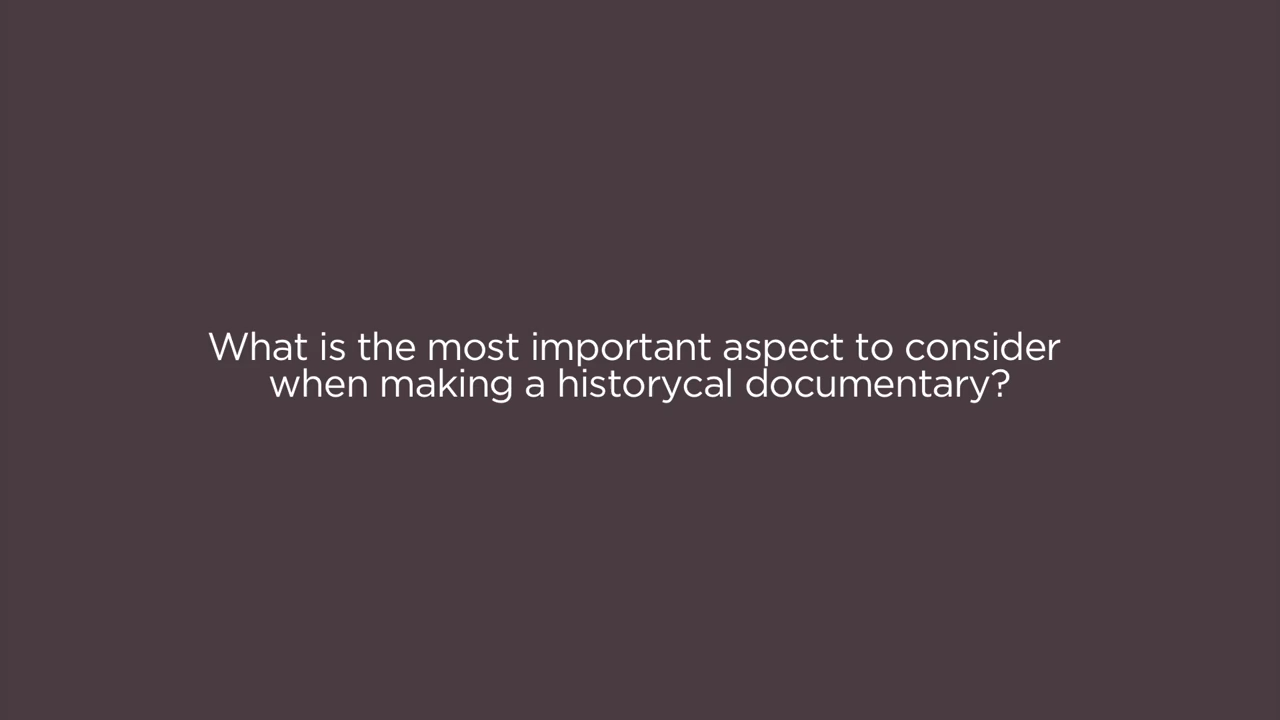 What is the most important aspect to consider
when making a historycal documentary?